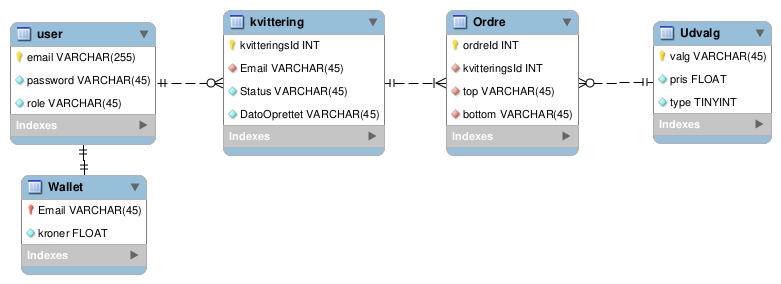 user
email VARCHAR(255)
password VARCHAR(45)
role VARCHAR(45)
Indexes
kvittering
kvitteringsId INT
Email VARCHAR(45)
Status VARCHAR(45)
DatoOprettet VARCHAR(45)
Indexes
Ordre
ordreId INT
kvitteringsId INT
top VARCHAR(45)
bottom VARCHAR(45)
Indexes
Udvalg
valg VARCHAR(45)
pris FLOAT
type TINYINT
Indexes
Wallet
Email VARCHAR(45)
kroner FLOAT
Indexes